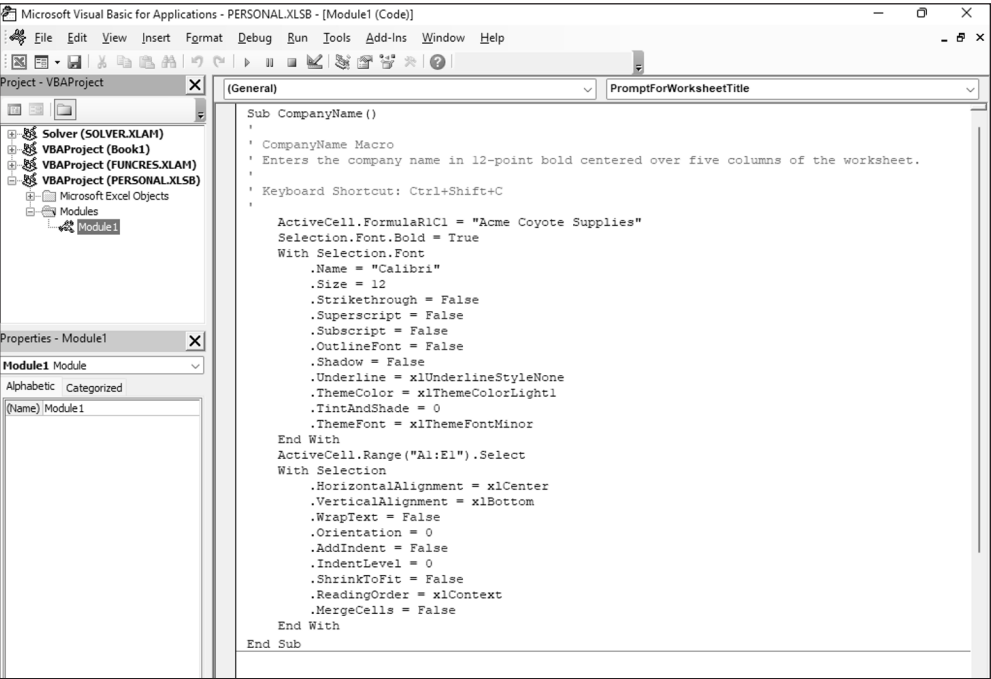 Microsoft Visual Basic for Applications - PERSONAL.XLSB - [Module1 (Code)]
File Edit View Insert Format Debug Run Tools Add-Ins Window Help
Project - VBAProject
Solver (SOLVER.XLAM)
VBAProject (Book1)
VBAProject (FUNCRES.XLAM)
VBAProject (PERSONAL.XLSB)
Microsoft Excel Objects
Modules
Module1
Properties - Module1
Module1 Module
Alphabetic Categorized
(Name) Module1
(General) PromptForWorksheetTitle
Sub CompanyName()
'
' CompanyName Macro
' Enters the company name in 12-point bold centered over five columns of the worksheet.
'
' Keyboard Shortcut: Ctrl+Shift+C
'
ActiveCell.FormulaR1C1 = "Acme Coyote Supplies"
Selection.Font.Bold = True
With Selection.Font
.Name = "Calibri"
.Size = 12
.Strikethrough = False
.Superscript = False
.Subscript = False
.OutlineFont = False
.Shadow = False
.Underline = xlUnderlineStyleNone
.ThemeColor = xlThemeColorLight1
.TintAndShade = 0
.ThemeFont = xlThemeFontMinor
End With
ActiveCell.Range("A1:E1").Select
With Selection
.HorizontalAlignment = xlCenter
.VerticalAlignment = xlBottom
.WrapText = False
.Orientation = 0
.AddIndent = False
.IndentLevel = 0
.ShrinkToFit = False
.ReadingOrder = xlContext
.MergeCells = False
End With
End Sub